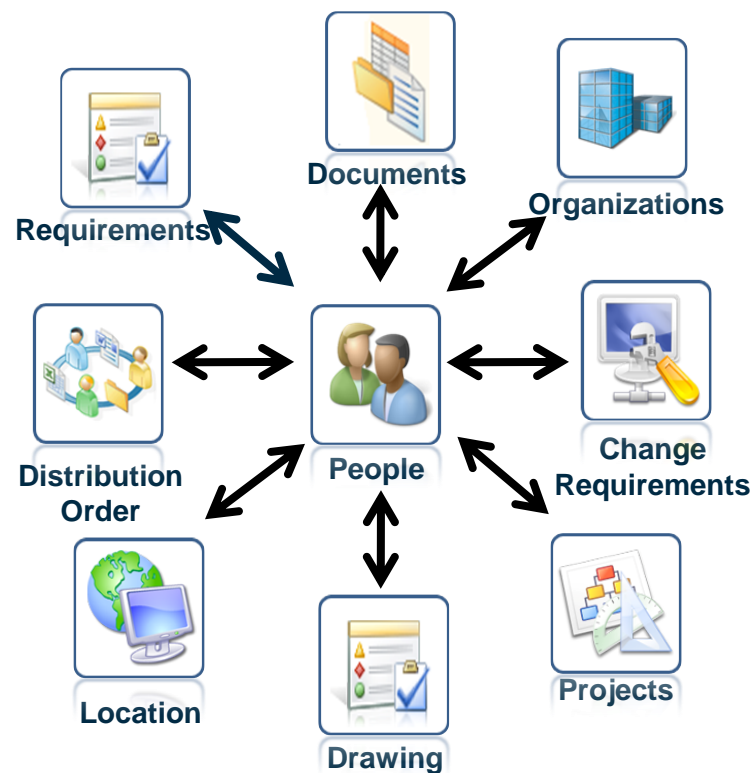 Documents
Organizations
Requirements
Distribution
Order
People
Change
Requirements
Location
Drawing
Projects